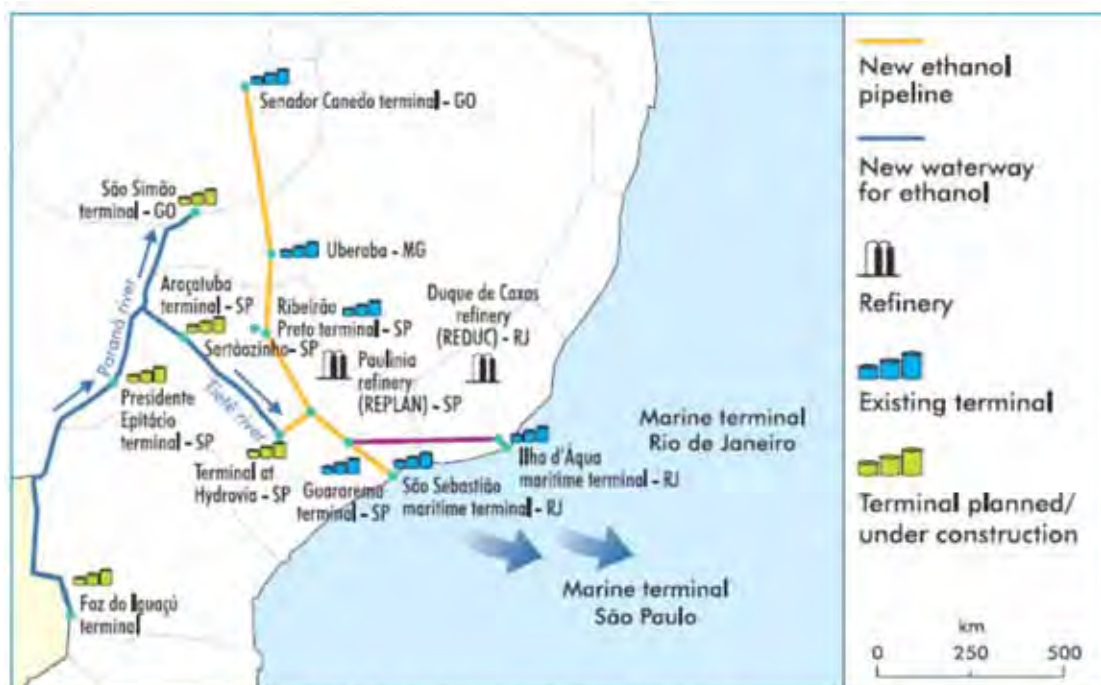 Senador Canedo terminal - GO
São Simão
terminal - GO
Uberaba - MG
Araçatuba
terminal - SP
Ribeirão
Preto terminal - SP
Sertãozinho - SP
Duque de Caxas
refinery
(REDUC) - RJ
Paulínia
refinery
(REPLAN) - SP
Paraná river
Tietê river
Presidente
Epitácio
terminal - SP
Terminal at
Hydrovia - SP
Guararema
terminal - SP
São Sebastião
maritime terminal - RJ
Ilha d'Água
maritime terminal - RJ
Marine terminal
Rio de Janeiro
Marine terminal
São Paulo
Foz do Iguaçú
terminal
New ethanol
pipeline
New waterway
for ethanol
Refinery
Existing terminal
Terminal planned/
under construction
km
0 250 500